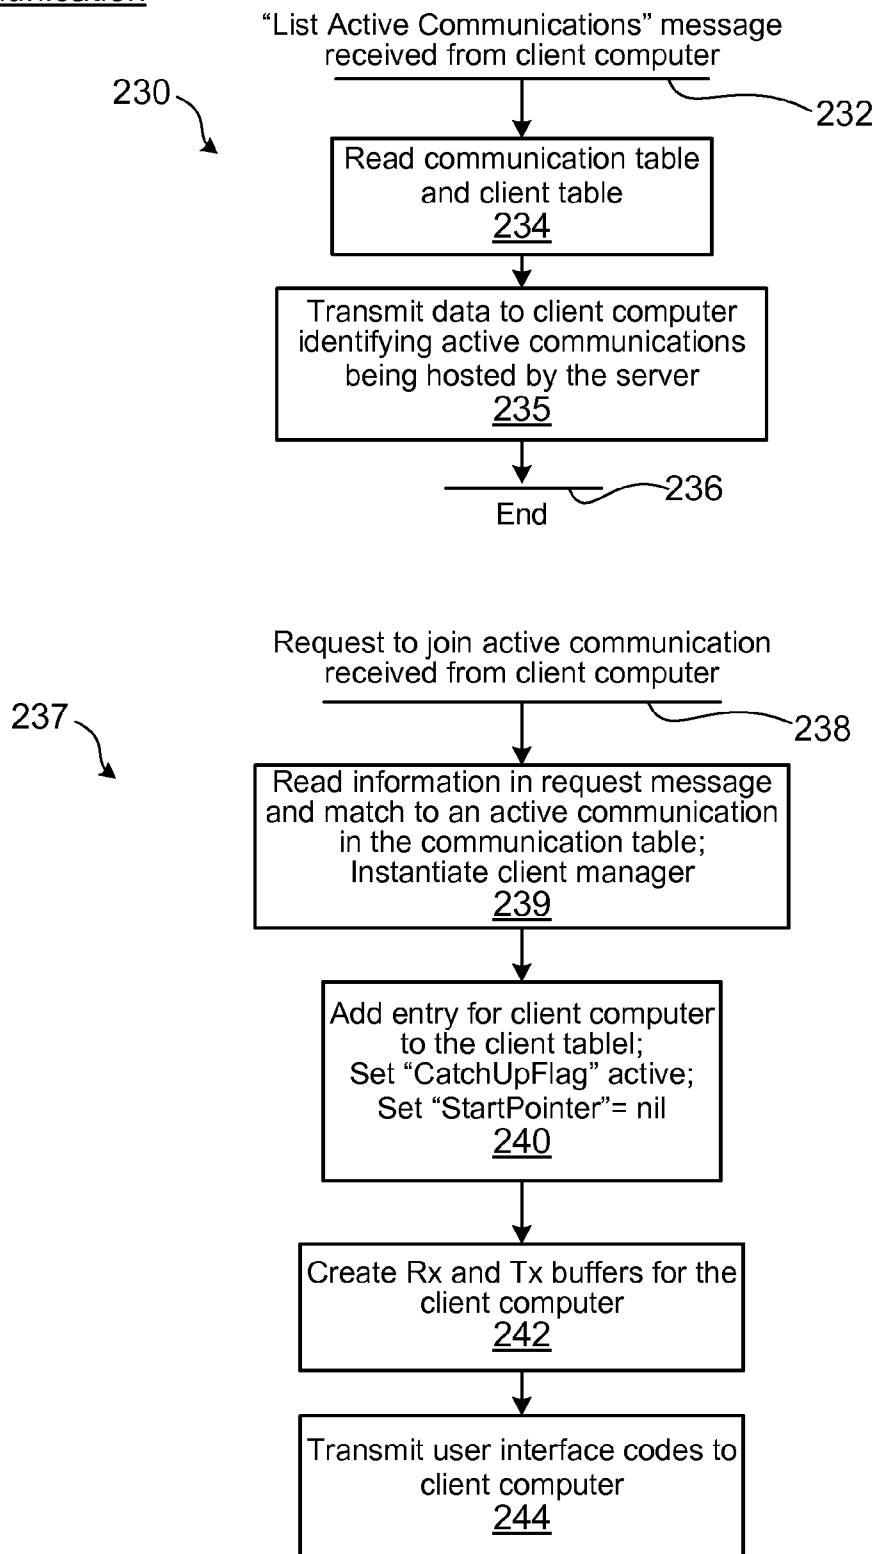 “List Active Communications” message
received from client computer
230
232
Read communication table
and client table
234
Transmit data to client computer
identifying active communications
being hosted by the server
235
236
End
Request to join active communication
received from client computer
237
238
Read information in request message
and match to an active communication
in the communication table;
Instantiate client manager
239
Add entry for client computer
to the client tablel;
Set “CatchUpFlag” active;
Set “StartPointer”= nil
240
Create Rx and Tx buffers for the
client computer
242
Transmit user interface codes to
client computer
244